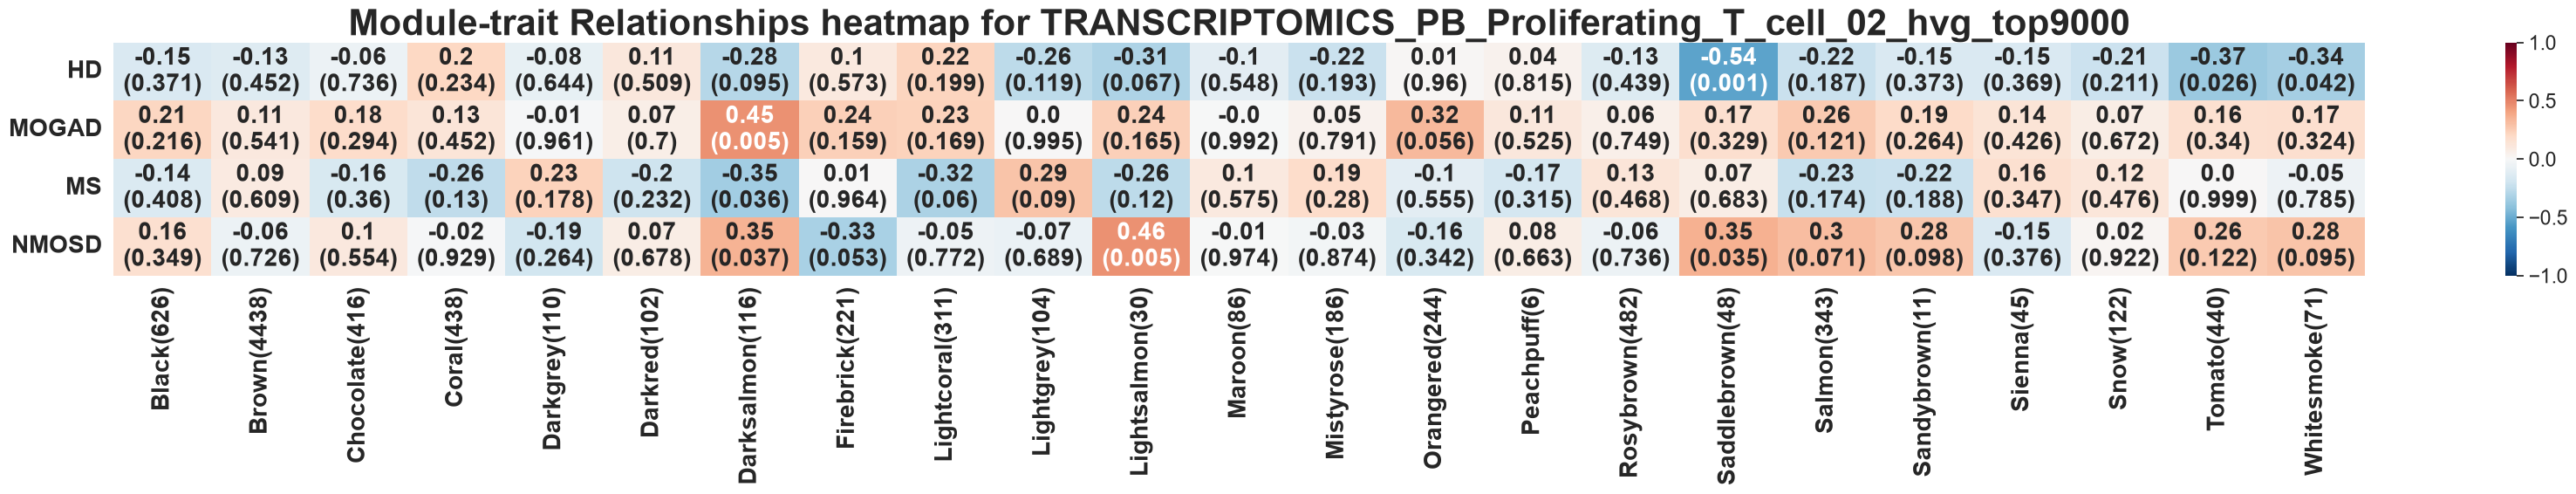 Module-trait Relationships heatmap for TRANSCRIPTOMICS_PB_Proliferating_T_cell_02_hvg_top9000
HD -0.15 -0.13 -0.06 0.2 -0.08 0.11 -0.28 0.1 0.22 -0.26 -0.31 -0.1 -0.22 0.01 0.04 -0.13 -0.54 -0.22 -0.15 -0.15 -0.21 -0.37 -0.34
(0.371) (0.452) (0.736) (0.234) (0.644) (0.509) (0.095) (0.573) (0.199) (0.119) (0.067) (0.548) (0.193) (0.96) (0.815) (0.439) (0.001) (0.187) (0.373) (0.369) (0.211) (0.026) (0.042)
MOGAD 0.21 0.11 0.18 0.13 -0.01 0.07 0.45 0.24 0.23 0.0 0.24 -0.0 0.05 0.32 0.11 0.06 0.17 0.26 0.19 0.14 0.07 0.16 0.17
(0.216) (0.541) (0.294) (0.452) (0.961) (0.7) (0.005) (0.159) (0.169) (0.995) (0.165) (0.992) (0.791) (0.056) (0.525) (0.749) (0.329) (0.121) (0.264) (0.426) (0.672) (0.34) (0.324)
MS -0.14 0.09 -0.16 -0.26 0.23 -0.2 -0.35 0.01 -0.32 0.29 -0.26 0.1 0.19 -0.1 -0.17 0.13 0.07 -0.23 -0.22 0.16 0.12 0.0 -0.05
(0.408) (0.609) (0.36) (0.13) (0.178) (0.232) (0.036) (0.964) (0.06) (0.09) (0.12) (0.575) (0.28) (0.555) (0.315) (0.468) (0.683) (0.174) (0.188) (0.347) (0.476) (0.999) (0.785)
NMOSD 0.16 -0.06 0.1 -0.02 -0.19 0.07 0.35 -0.33 -0.05 -0.07 0.46 -0.01 -0.03 -0.16 0.08 -0.06 0.35 0.3 0.28 -0.15 0.02 0.26 0.28
(0.349) (0.726) (0.554) (0.929) (0.264) (0.678) (0.037) (0.053) (0.772) (0.689) (0.005) (0.974) (0.874) (0.342) (0.663) (0.736) (0.035) (0.071) (0.098) (0.376) (0.922) (0.122) (0.095)
Black(626)
Brown(4438)
Chocolate(416)
Coral(438)
Darkgrey(110)
Darkred(102)
Darksalmon(116)
Firebrick(221)
Lightcoral(311)
Lightgrey(104)
Lightsalmon(30)
Maroon(86)
Mistyrose(186)
Orangered(244)
Peachpuff(6)
Rosybrown(482)
Saddlebrown(48)
Salmon(343)
Sandybrown(11)
Sienna(45)
Snow(122)
Tomato(440)
Whitesmoke(71)
1.0
0.5
0.0
−0.5
−1.0